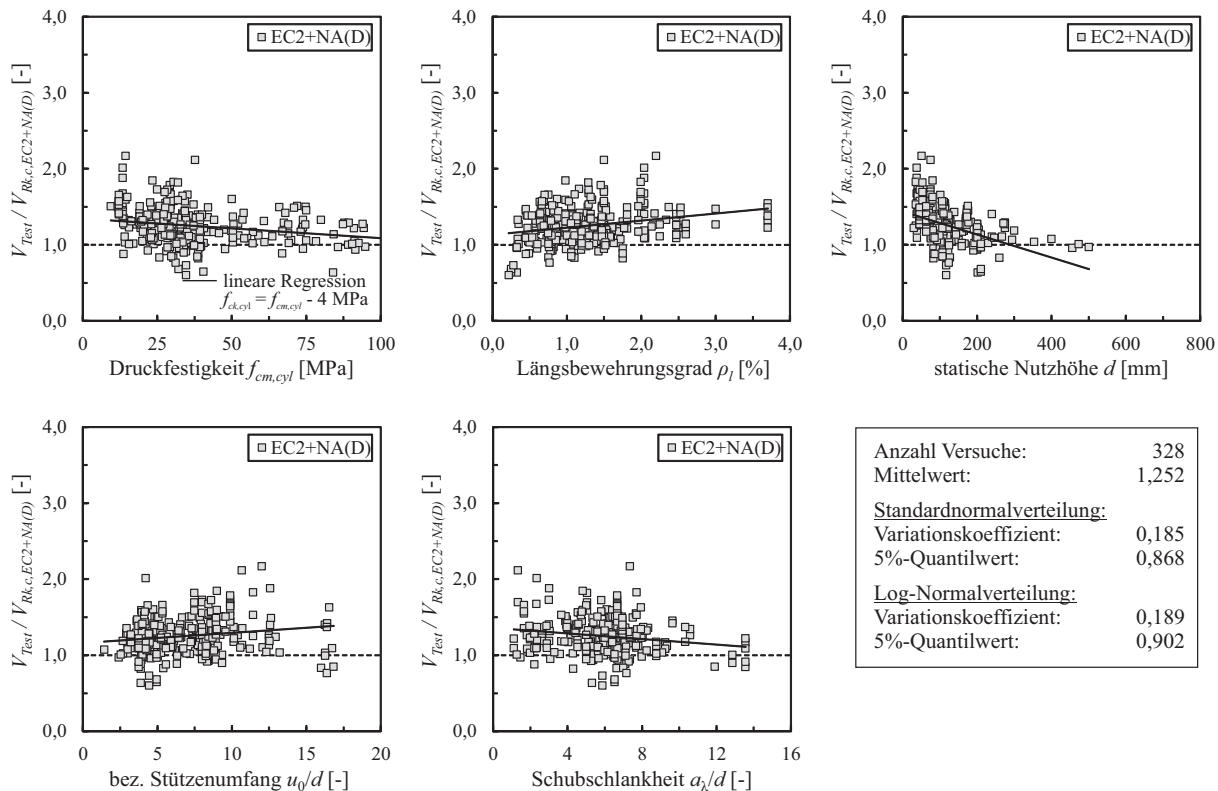 4,0
3,0
2,0
1,0
0,0
V_Test / V_Rk,c,EC2+NA(D) [-]
EC2+NA(D)
lineare Regression
f_ck,cyl = f_cm,cyl - 4 MPa
0 25 50 75 100
Druckfestigkeit f_cm,cyl [MPa]
4,0
3,0
2,0
1,0
0,0
V_Test / V_Rk,c,EC2+NA(D) [-]
EC2+NA(D)
0,0 1,0 2,0 3,0 4,0
Längsbewehrungsgrad ρ_l [%]
4,0
3,0
2,0
1,0
0,0
V_Test / V_Rk,c,EC2+NA(D) [-]
EC2+NA(D)
0 200 400 600 800
statische Nutzhöhe d [mm]
4,0
3,0
2,0
1,0
0,0
V_Test / V_Rk,c,EC2+NA(D) [-]
EC2+NA(D)
0 5 10 15 20
bez. Stützenumfang u_0/d [-]
4,0
3,0
2,0
1,0
0,0
V_Test / V_Rk,c,EC2+NA(D) [-]
EC2+NA(D)
0 4 8 12 16
Schubschlankheit a_λ/d [-]
Anzahl Versuche: 328
Mittelwert: 1,252
Standardnormalverteilung:
Variationskoeffizient: 0,185
5%-Quantilwert: 0,868
Log-Normalverteilung:
Variationskoeffizient: 0,189
5%-Quantilwert: 0,902